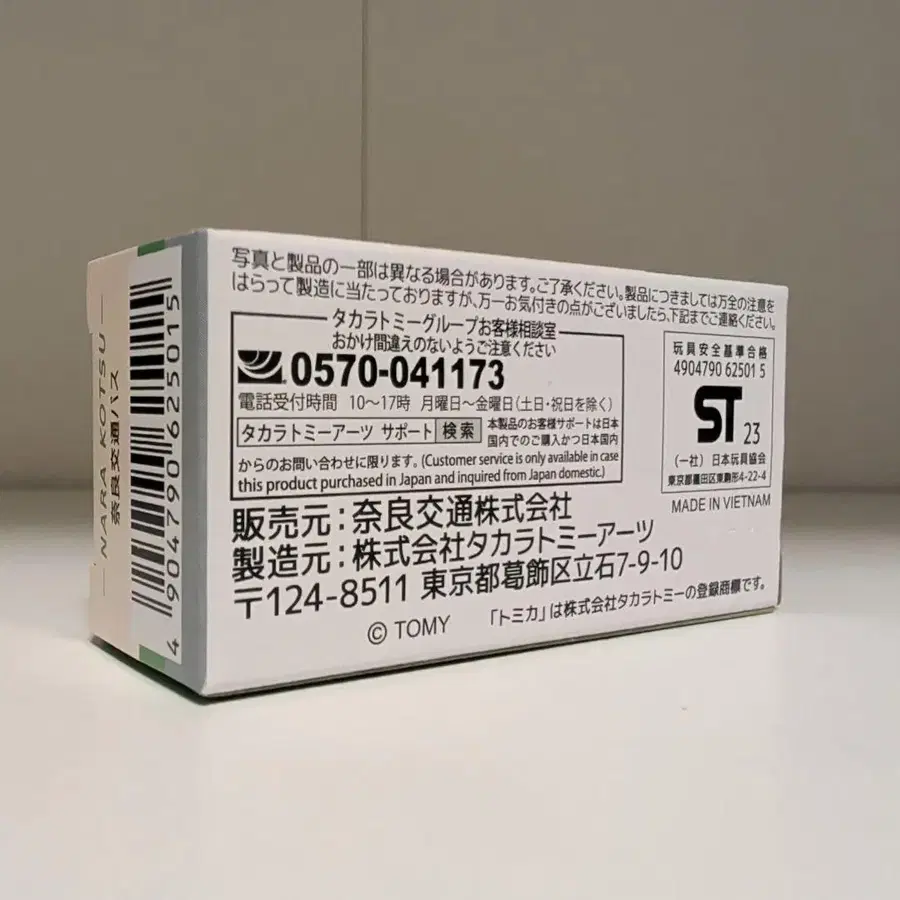 写真と製品の一部は異なる場合があります。ご了承ください。製品につきましては万全の注意を
はらって製造に当たっておりますが、万一お気付きの点がございましたら、下記までご連絡ください。
タカラトミーグループお客様相談室
おかけ間違えのないようご注意ください
0570-041173
電話受付時間 10～17時 月曜日～金曜日(土日・祝日を除く)
タカラトミーアーツ サポート 検索
本製品のお客様サポートは日本
国内でのご購入かつ日本国内
からのお問い合わせに限ります。(Customer service is only available in case
this product purchased in Japan and inquired from Japan domestic.)
玩具安全基準合格
4904790 62501 5
ST 23
(一社) 日本玩具協会
東京都墨田区東駒形4-22-4
MADE IN VIETNAM
販売元：奈良交通株式会社
製造元：株式会社タカラトミーアーツ
〒124-8511 東京都葛飾区立石7-9-10
© TOMY 「トミカ」は株式会社タカラトミーの登録商標です。
NARA KOTSU
奈良交通バス
4 904790 625015